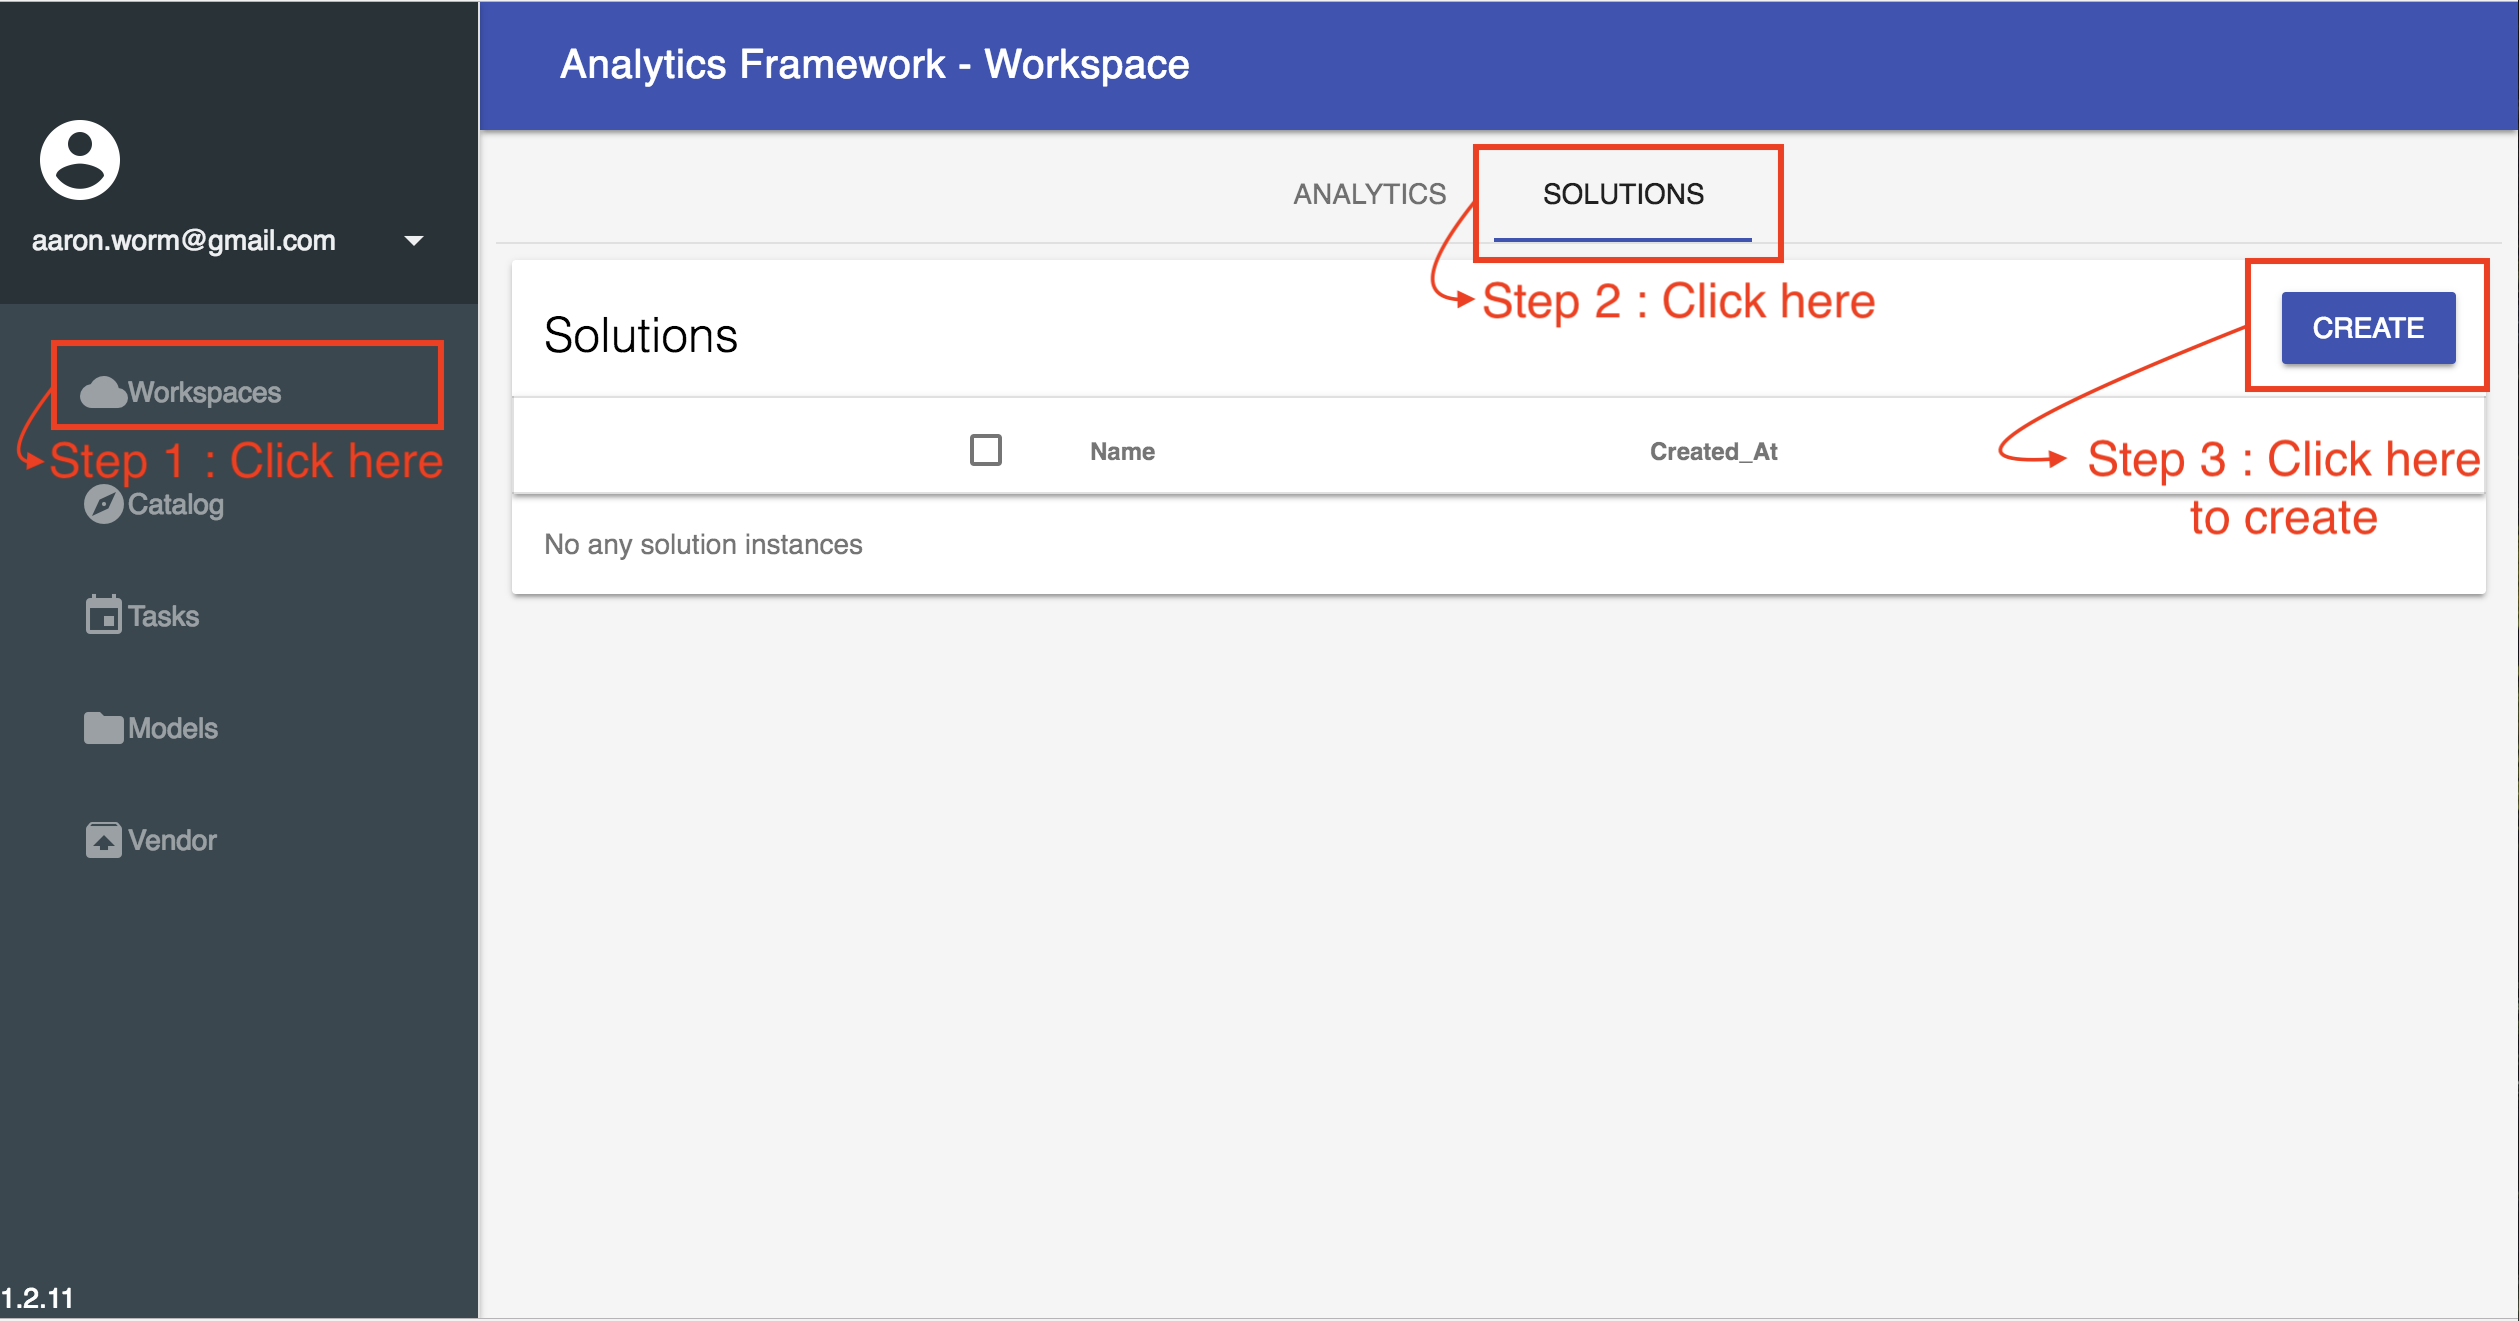 Analytics Framework - Workspace
aaron.worm@gmail.com
Workspaces
Step 1 : Click here
Catalog
Tasks
Models
Vendor
1.2.11
ANALYTICS
SOLUTIONS
Step 2 : Click here
Solutions
CREATE
Step 3 : Click here
to create
Name
Created_At
No any solution instances